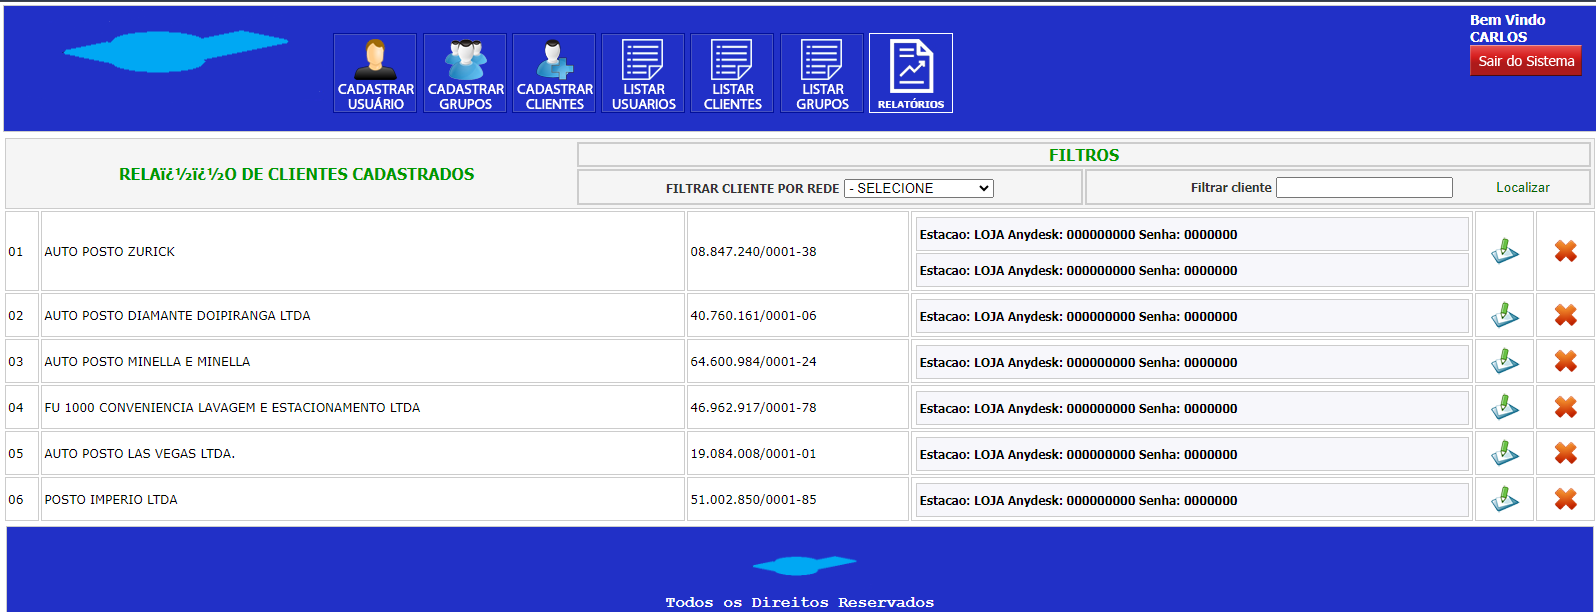 Bem Vindo
CARLOS
Sair do Sistema
CADASTRAR
USUÁRIO
CADASTRAR
GRUPOS
CADASTRAR
CLIENTES
LISTAR
USUARIOS
LISTAR
CLIENTES
LISTAR
GRUPOS
RELATÓRIOS
RELAï¿½ï¿½O DE CLIENTES CADASTRADOS
FILTROS
FILTRAR CLIENTE POR REDE - SELECIONE
Filtrar cliente Localizar
01 AUTO POSTO ZURICK 08.847.240/0001-38
Estacao: LOJA Anydesk: 000000000 Senha: 0000000
Estacao: LOJA Anydesk: 000000000 Senha: 0000000
02 AUTO POSTO DIAMANTE DOIPIRANGA LTDA 40.760.161/0001-06 Estacao: LOJA Anydesk: 000000000 Senha: 0000000
03 AUTO POSTO MINELLA E MINELLA 64.600.984/0001-24 Estacao: LOJA Anydesk: 000000000 Senha: 0000000
04 FU 1000 CONVENIENCIA LAVAGEM E ESTACIONAMENTO LTDA 46.962.917/0001-78 Estacao: LOJA Anydesk: 000000000 Senha: 0000000
05 AUTO POSTO LAS VEGAS LTDA. 19.084.008/0001-01 Estacao: LOJA Anydesk: 000000000 Senha: 0000000
06 POSTO IMPERIO LTDA 51.002.850/0001-85 Estacao: LOJA Anydesk: 000000000 Senha: 0000000
Todos os Direitos Reservados